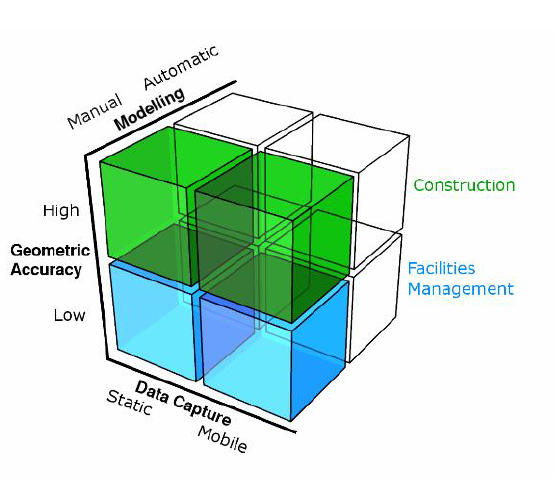 Manual Automatic
Modelling
High
Geometric
Accuracy
Low
Data Capture
Static
Mobile
Construction
Facilities
Management